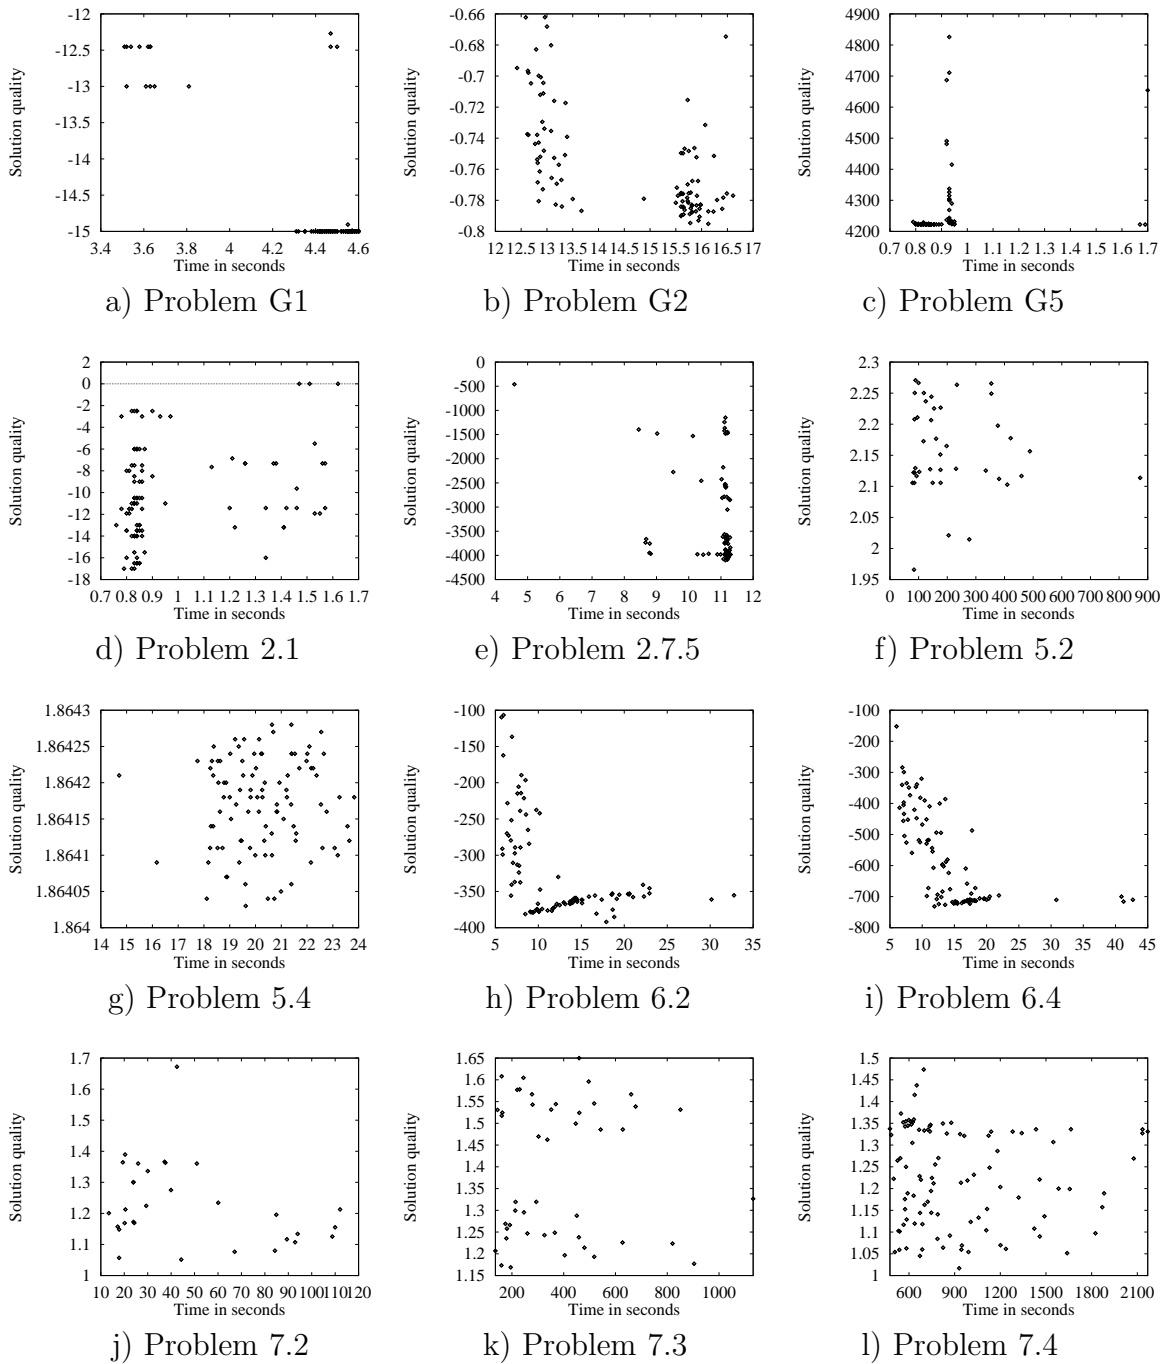 -12
-12.5
-13
-13.5
-14
-14.5
-15
3.4 3.6 3.8 4 4.2 4.4 4.6
Solution quality
Time in seconds
a) Problem G1
-0.66
-0.68
-0.7
-0.72
-0.74
-0.76
-0.78
-0.8
12 12.5 13 13.5 14 14.5 15 15.5 16 16.5 17
Solution quality
Time in seconds
b) Problem G2
4900
4800
4700
4600
4500
4400
4300
4200
0.7 0.8 0.9 1 1.1 1.2 1.3 1.4 1.5 1.6 1.7
Solution quality
Time in seconds
c) Problem G5
2
0
-2
-4
-6
-8
-10
-12
-14
-16
-18
0.7 0.8 0.9 1 1.1 1.2 1.3 1.4 1.5 1.6 1.7
Solution quality
Time in seconds
d) Problem 2.1
0
-500
-1000
-1500
-2000
-2500
-3000
-3500
-4000
-4500
4 5 6 7 8 9 10 11 12
Solution quality
Time in seconds
e) Problem 2.7.5
2.3
2.25
2.2
2.15
2.1
2.05
2
1.95
0 100 200 300 400 500 600 700 800 900
Solution quality
Time in seconds
f) Problem 5.2
1.8643
1.86425
1.8642
1.86415
1.8641
1.86405
1.864
14 15 16 17 18 19 20 21 22 23 24
Solution quality
Time in seconds
g) Problem 5.4
-100
-150
-200
-250
-300
-350
-400
5 10 15 20 25 30 35
Solution quality
Time in seconds
h) Problem 6.2
-100
-200
-300
-400
-500
-600
-700
-800
5 10 15 20 25 30 35 40 45
Solution quality
Time in seconds
i) Problem 6.4
1.7
1.6
1.5
1.4
1.3
1.2
1.1
1
10 20 30 40 50 60 70 80 90 100 110 120
Solution quality
Time in seconds
j) Problem 7.2
1.65
1.6
1.55
1.5
1.45
1.4
1.35
1.3
1.25
1.2
1.15
200 400 600 800 1000
Solution quality
Time in seconds
k) Problem 7.3
1.5
1.45
1.4
1.35
1.3
1.25
1.2
1.15
1.1
1.05
1
600 900 1200 1500 1800 2100
Solution quality
Time in seconds
l) Problem 7.4